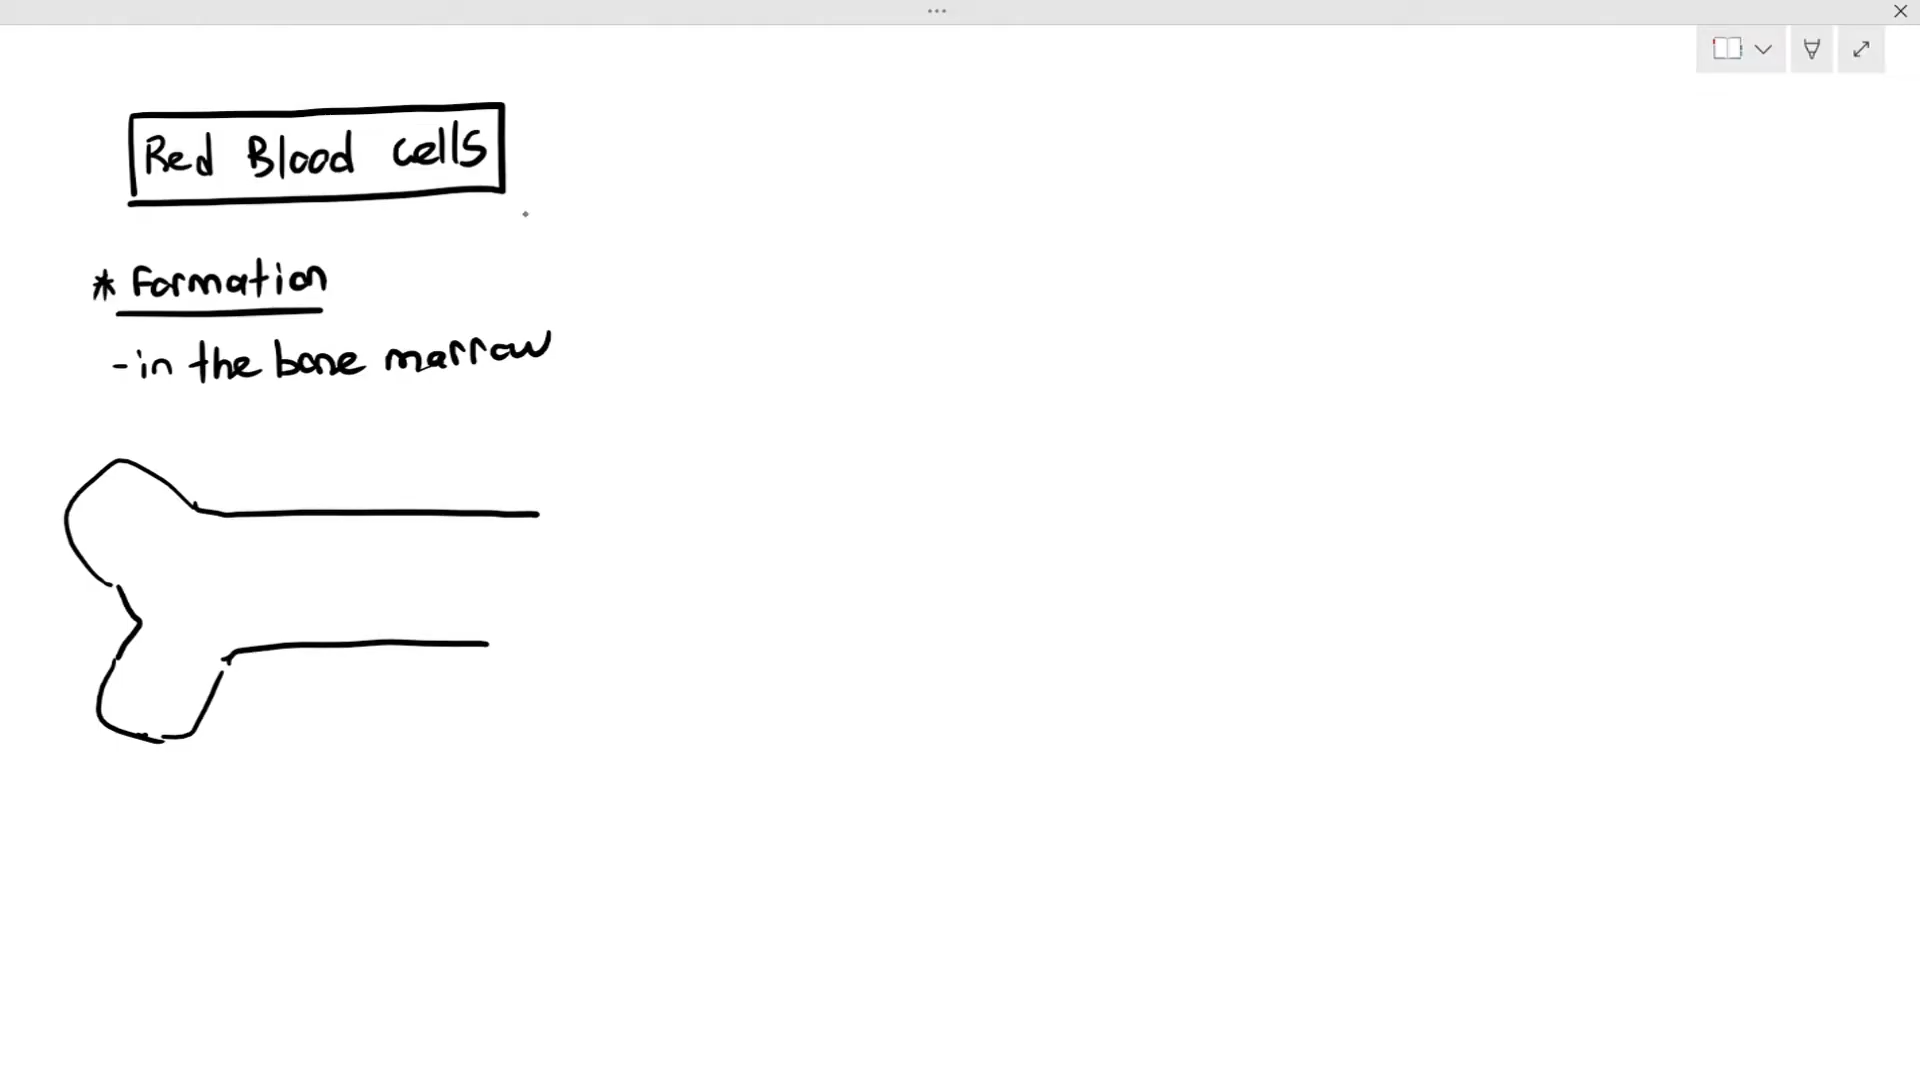 Red Blood cells
* Formation
- in the bone marrow